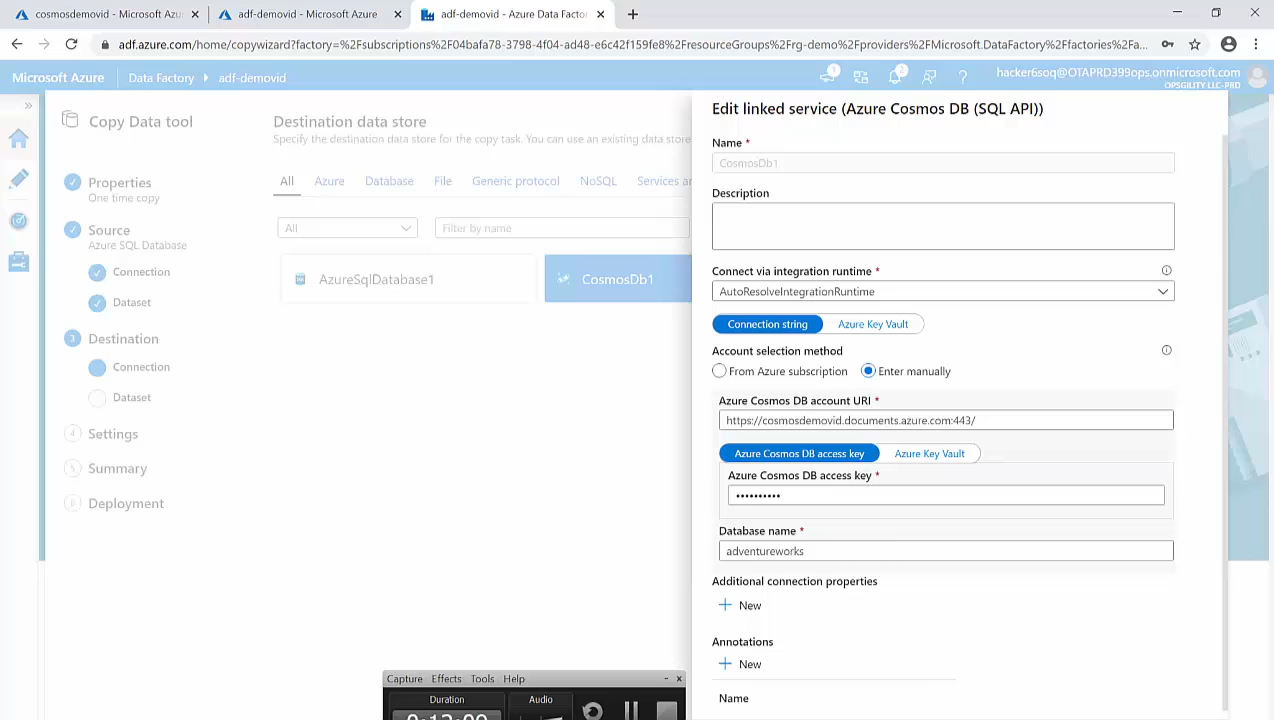 cosmosdemovid - Microsoft Azu
adf-demovid - Microsoft Azure
adf-demovid - Azure Data Facto
adf.azure.com/home/copywizard?factory=%2Fsubscriptions%2F04bafa78-3798-4f04-ad48-e6c42f159fe8%2FresourceGroups%2Frg-demo%2Fproviders%2FMicrosoft.DataFactory%2Ffactories%2Fa...
Microsoft Azure
Data Factory
adf-demovid
1
2
hacker6soq@OTAPRD399ops.onmicrosoft.com
OPSGILITY LLC-PRD
Copy Data tool
Properties
One time copy
Source
Azure SQL Database
Connection
Dataset
3 Destination
Connection
Dataset
4 Settings
5 Summary
6 Deployment
Destination data store
Specify the destination data store for the copy task. You can use an existing data store
All
Azure
Database
File
Generic protocol
NoSQL
Services an
All
Filter by name
AzureSqlDatabase1
CosmosDb1
Edit linked service (Azure Cosmos DB (SQL API))
Name *
CosmosDb1
Description
Connect via integration runtime *
AutoResolveIntegrationRuntime
Connection string
Azure Key Vault
Account selection method
From Azure subscription
Enter manually
Azure Cosmos DB account URI *
https://cosmosdemovid.documents.azure.com:443/
Azure Cosmos DB access key
Azure Key Vault
Azure Cosmos DB access key *
••••••••••
Database name *
adventureworks
Additional connection properties
+ New
Annotations
+ New
Name
Capture Effects Tools Help
Duration
Audio